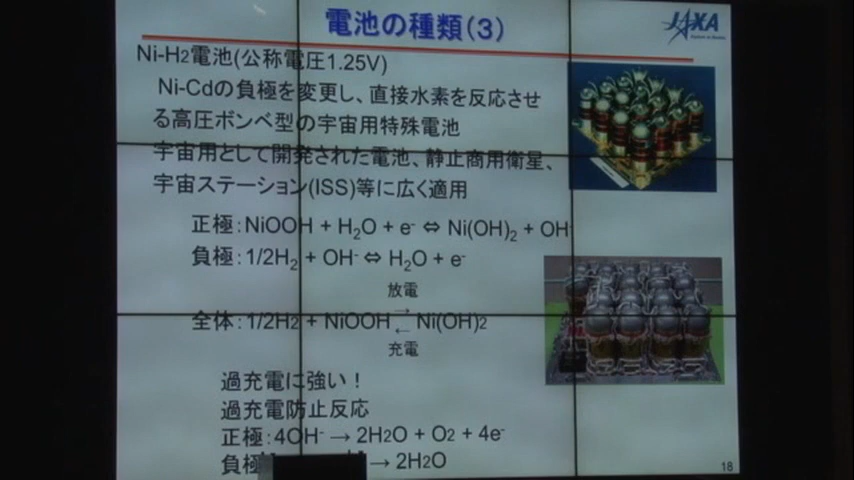 電池の種類(3)
JAXA
Ni-H2電池(公称電圧1.25V)
Ni-Cdの負極を変更し、直接水素を反応させ
る高圧ボンベ型の宇宙用特殊電池
宇宙用として開発された電池、静止商用衛星、
宇宙ステーション(ISS)等に広く適用
正極:NiOOH + H2O + e- ⇔ Ni(OH)2 + OH-
負極:1/2H2 + OH- ⇔ H2O + e-
放電
→
全体:1/2H2 + NiOOH ← Ni(OH)2
充電
過充電に強い!
過充電防止反応
正極:4OH- → 2H2O + O2 + 4e-
負極 → 2H2O
18